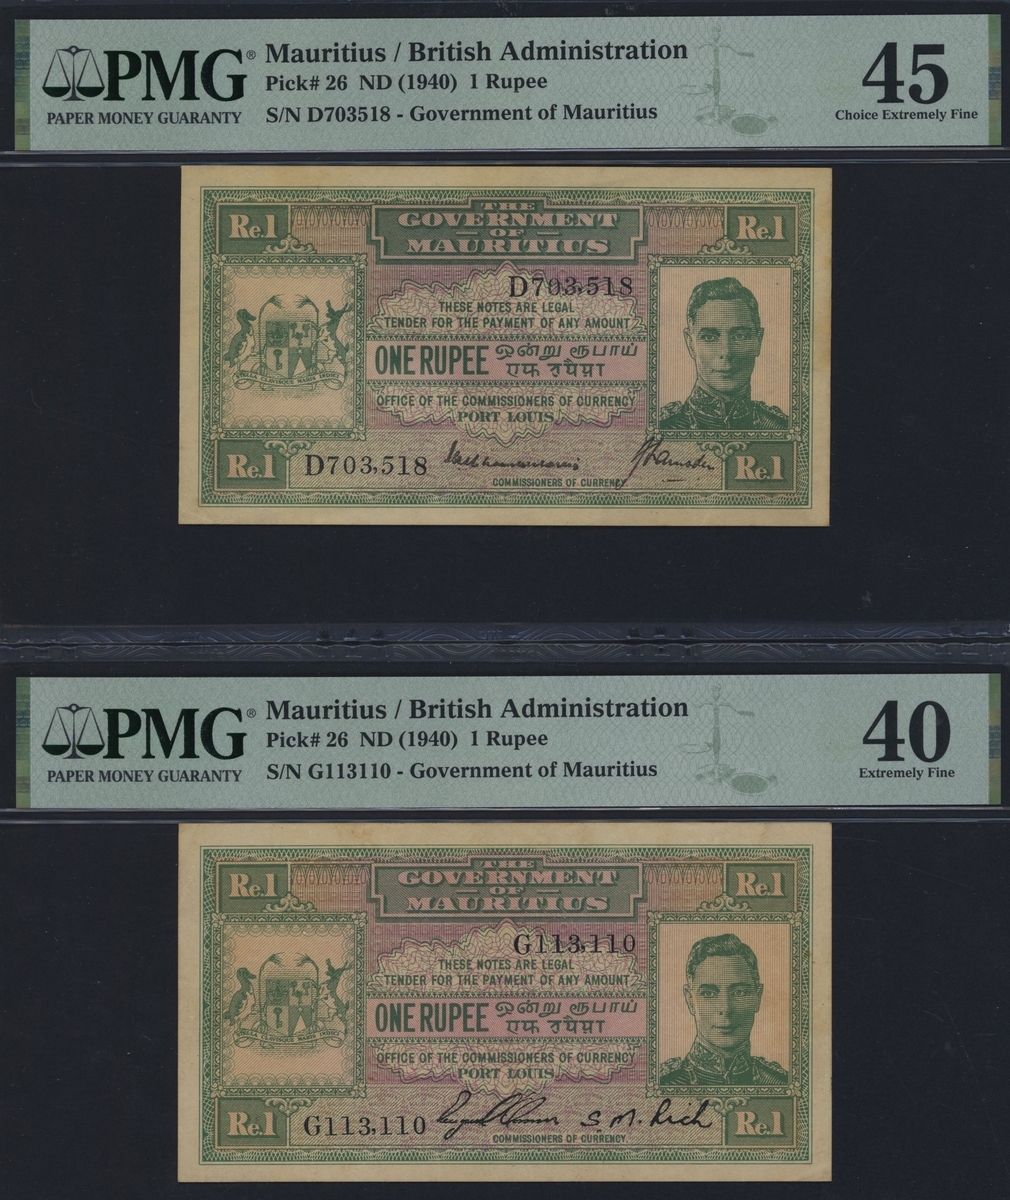 PMG®
PAPER MONEY GUARANTY
Mauritius / British Administration
Pick# 26 ND (1940) 1 Rupee
S/N D703518 - Government of Mauritius
45
Choice Extremely Fine
Re.1
THE
GOVERNMENT
OF
MAURITIUS
Re.1
D703,518
THESE NOTES ARE LEGAL
TENDER FOR THE PAYMENT OF ANY AMOUNT
ONE RUPEE
ஒன்று ரூபாய்
एक रुपैया
OFFICE OF THE COMMISSIONERS OF CURRENCY
PORT LOUIS
Re.1
D703,518
COMMISSIONERS OF CURRENCY
Re.1
PMG®
PAPER MONEY GUARANTY
Mauritius / British Administration
Pick# 26 ND (1940) 1 Rupee
S/N G113110 - Government of Mauritius
40
Extremely Fine
Re.1
THE
GOVERNMENT
OF
MAURITIUS
Re.1
G113,110
THESE NOTES ARE LEGAL
TENDER FOR THE PAYMENT OF ANY AMOUNT
ONE RUPEE
ஒன்று ரூபாய்
एक रुपैया
OFFICE OF THE COMMISSIONERS OF CURRENCY
PORT LOUIS
Re.1
G113,110
S. M. Rich
COMMISSIONERS OF CURRENCY
Re.1